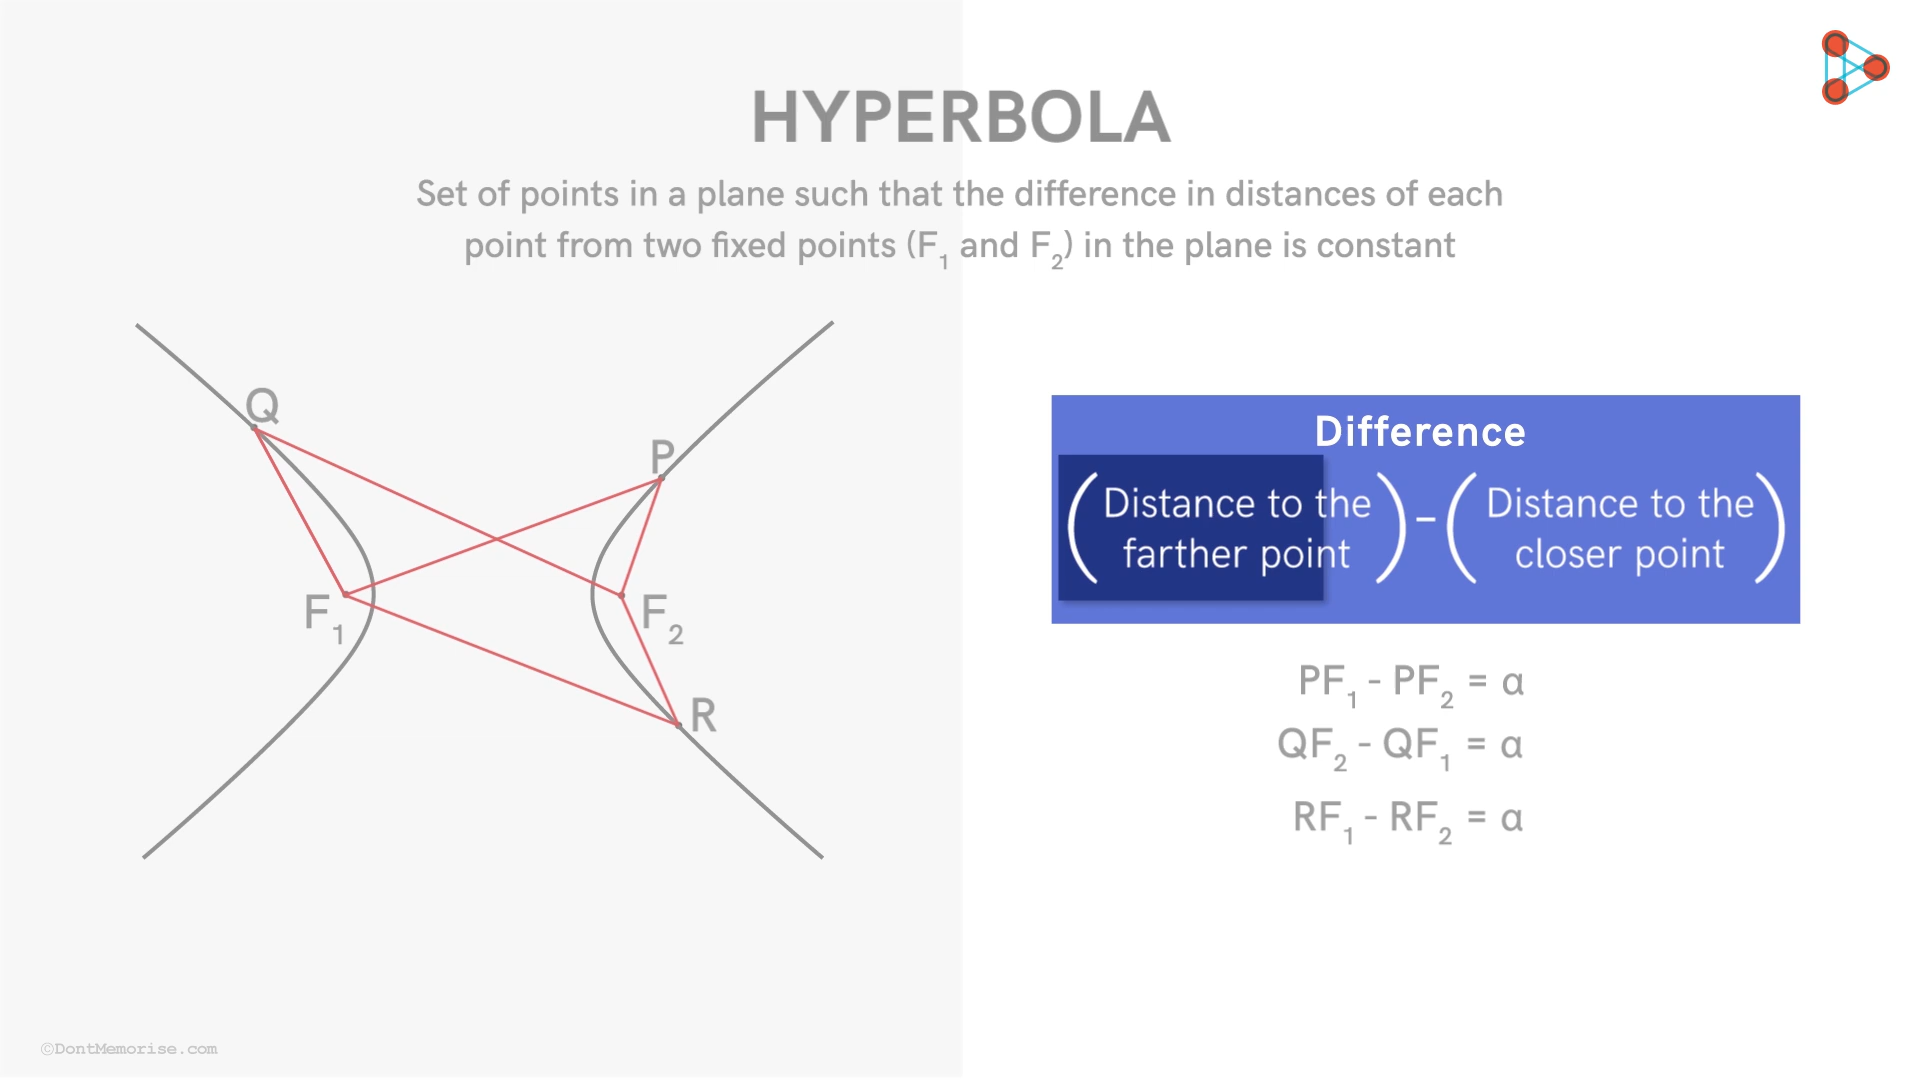 HYPERBOLA
Set of points in a plane such that the difference in distances of each
point from two fixed points (F₁ and F₂) in the plane is constant
Q
P
F₁
F₂
R
Difference
(Distance to the farther point) - (Distance to the closer point)
PF₁ - PF₂ = α
QF₂ - QF₁ = α
RF₁ - RF₂ = α
©DontMemorise.com